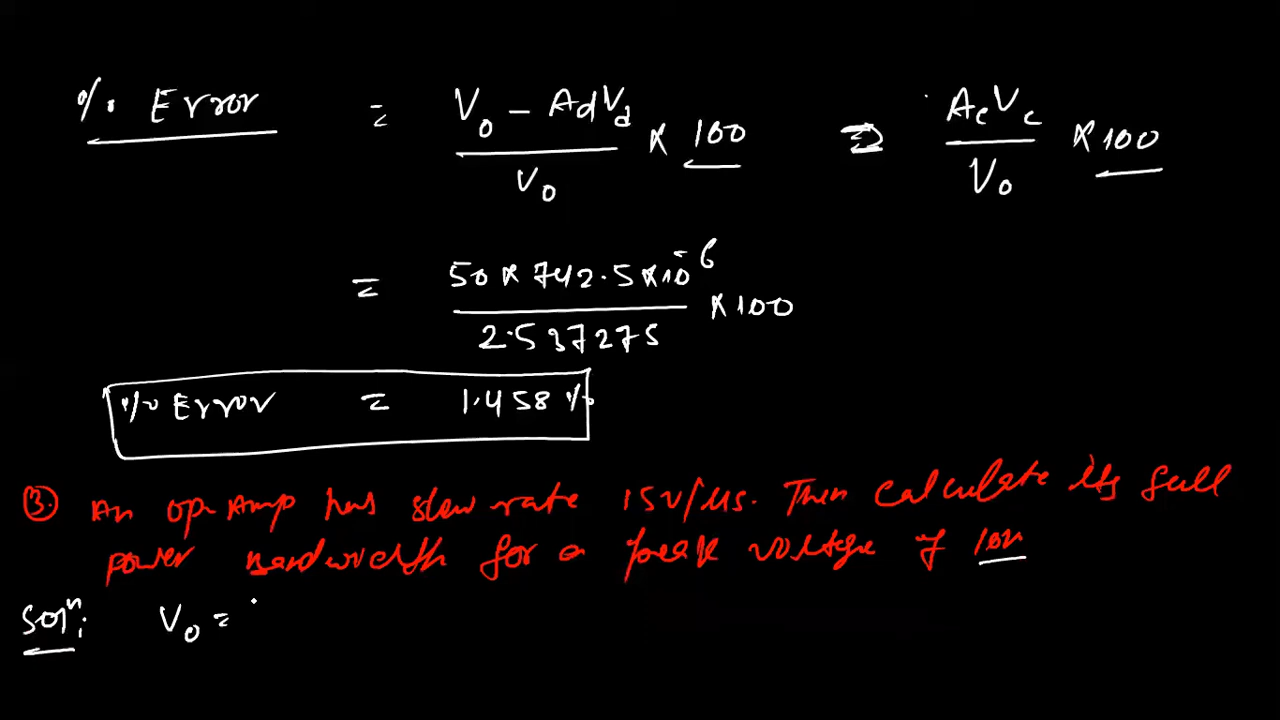 % Error = (V₀ - AdVd)/V₀ × 100 ⇒ (AcVc)/V₀ × 100
= (50 × 742.5 × 10⁻⁶)/2.537275 × 100
% Error = 1.458 %
(3.) An op-Amp has slew rate 15V/μs. Then calculate its full
power bandwidth for a peak voltage of 10V
Solⁿ: V₀ =